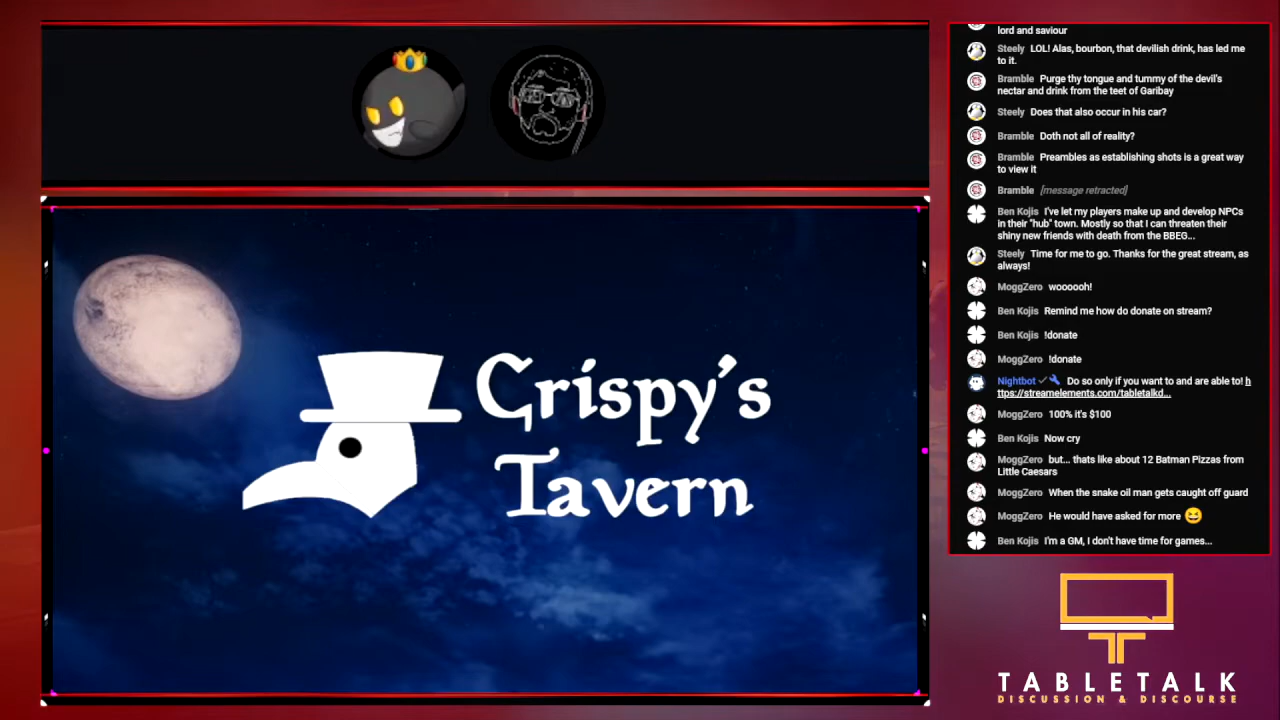 Crispy's
Tavern
lord and saviour
Steely LOL! Alas, bourbon, that devilish drink, has led me
to it.
Bramble Purge thy tongue and tummy of the devil's
nectar and drink from the teet of Garibay
Steely Does that also occur in his car?
Bramble Doth not all of reality?
Bramble Preambles as establishing shots is a great way
to view it
Bramble [message retracted]
Ben Kojis I've let my players make up and develop NPCs
in their "hub" town. Mostly so that I can threaten their
shiny new friends with death from the BBEG...
Steely Time for me to go. Thanks for the great stream, as
always!
MoggZero woooooh!
Ben Kojis Remind me how do donate on stream?
Ben Kojis !donate
MoggZero !donate
Nightbot Do so only if you want to and are able to! h
ttps://streamelements.com/tabletalkd...
MoggZero 100% it's $100
Ben Kojis Now cry
MoggZero but... thats like about 12 Batman Pizzas from
Little Caesars
MoggZero When the snake oil man gets caught off guard
MoggZero He would have asked for more 😆
Ben Kojis I'm a GM, I don't have time for games...
TABLETALK
DISCUSSION & DISCOURSE